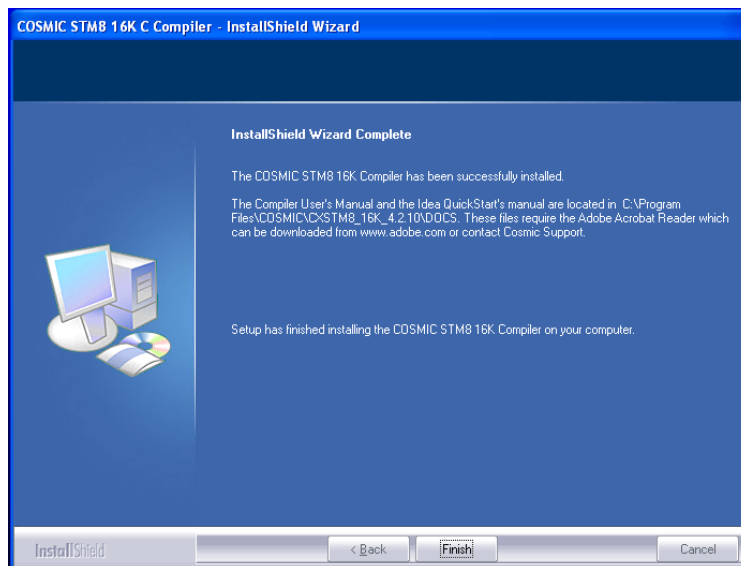 COSMIC STM8 16K C Compiler - InstallShield Wizard
InstallShield Wizard Complete
The COSMIC STM8 16K Compiler has been successfully installed.
The Compiler User's Manual and the Idea QuickStart's manual are located in C:\Program
Files\COSMIC\CXSTM8_16K_4.2.10\DOCS. These files require the Adobe Acrobat Reader which
can be downloaded from www.adobe.com or contact Cosmic Support.
Setup has finished installing the COSMIC STM8 16K Compiler on your computer.
InstallShield
< Back
Finish
Cancel